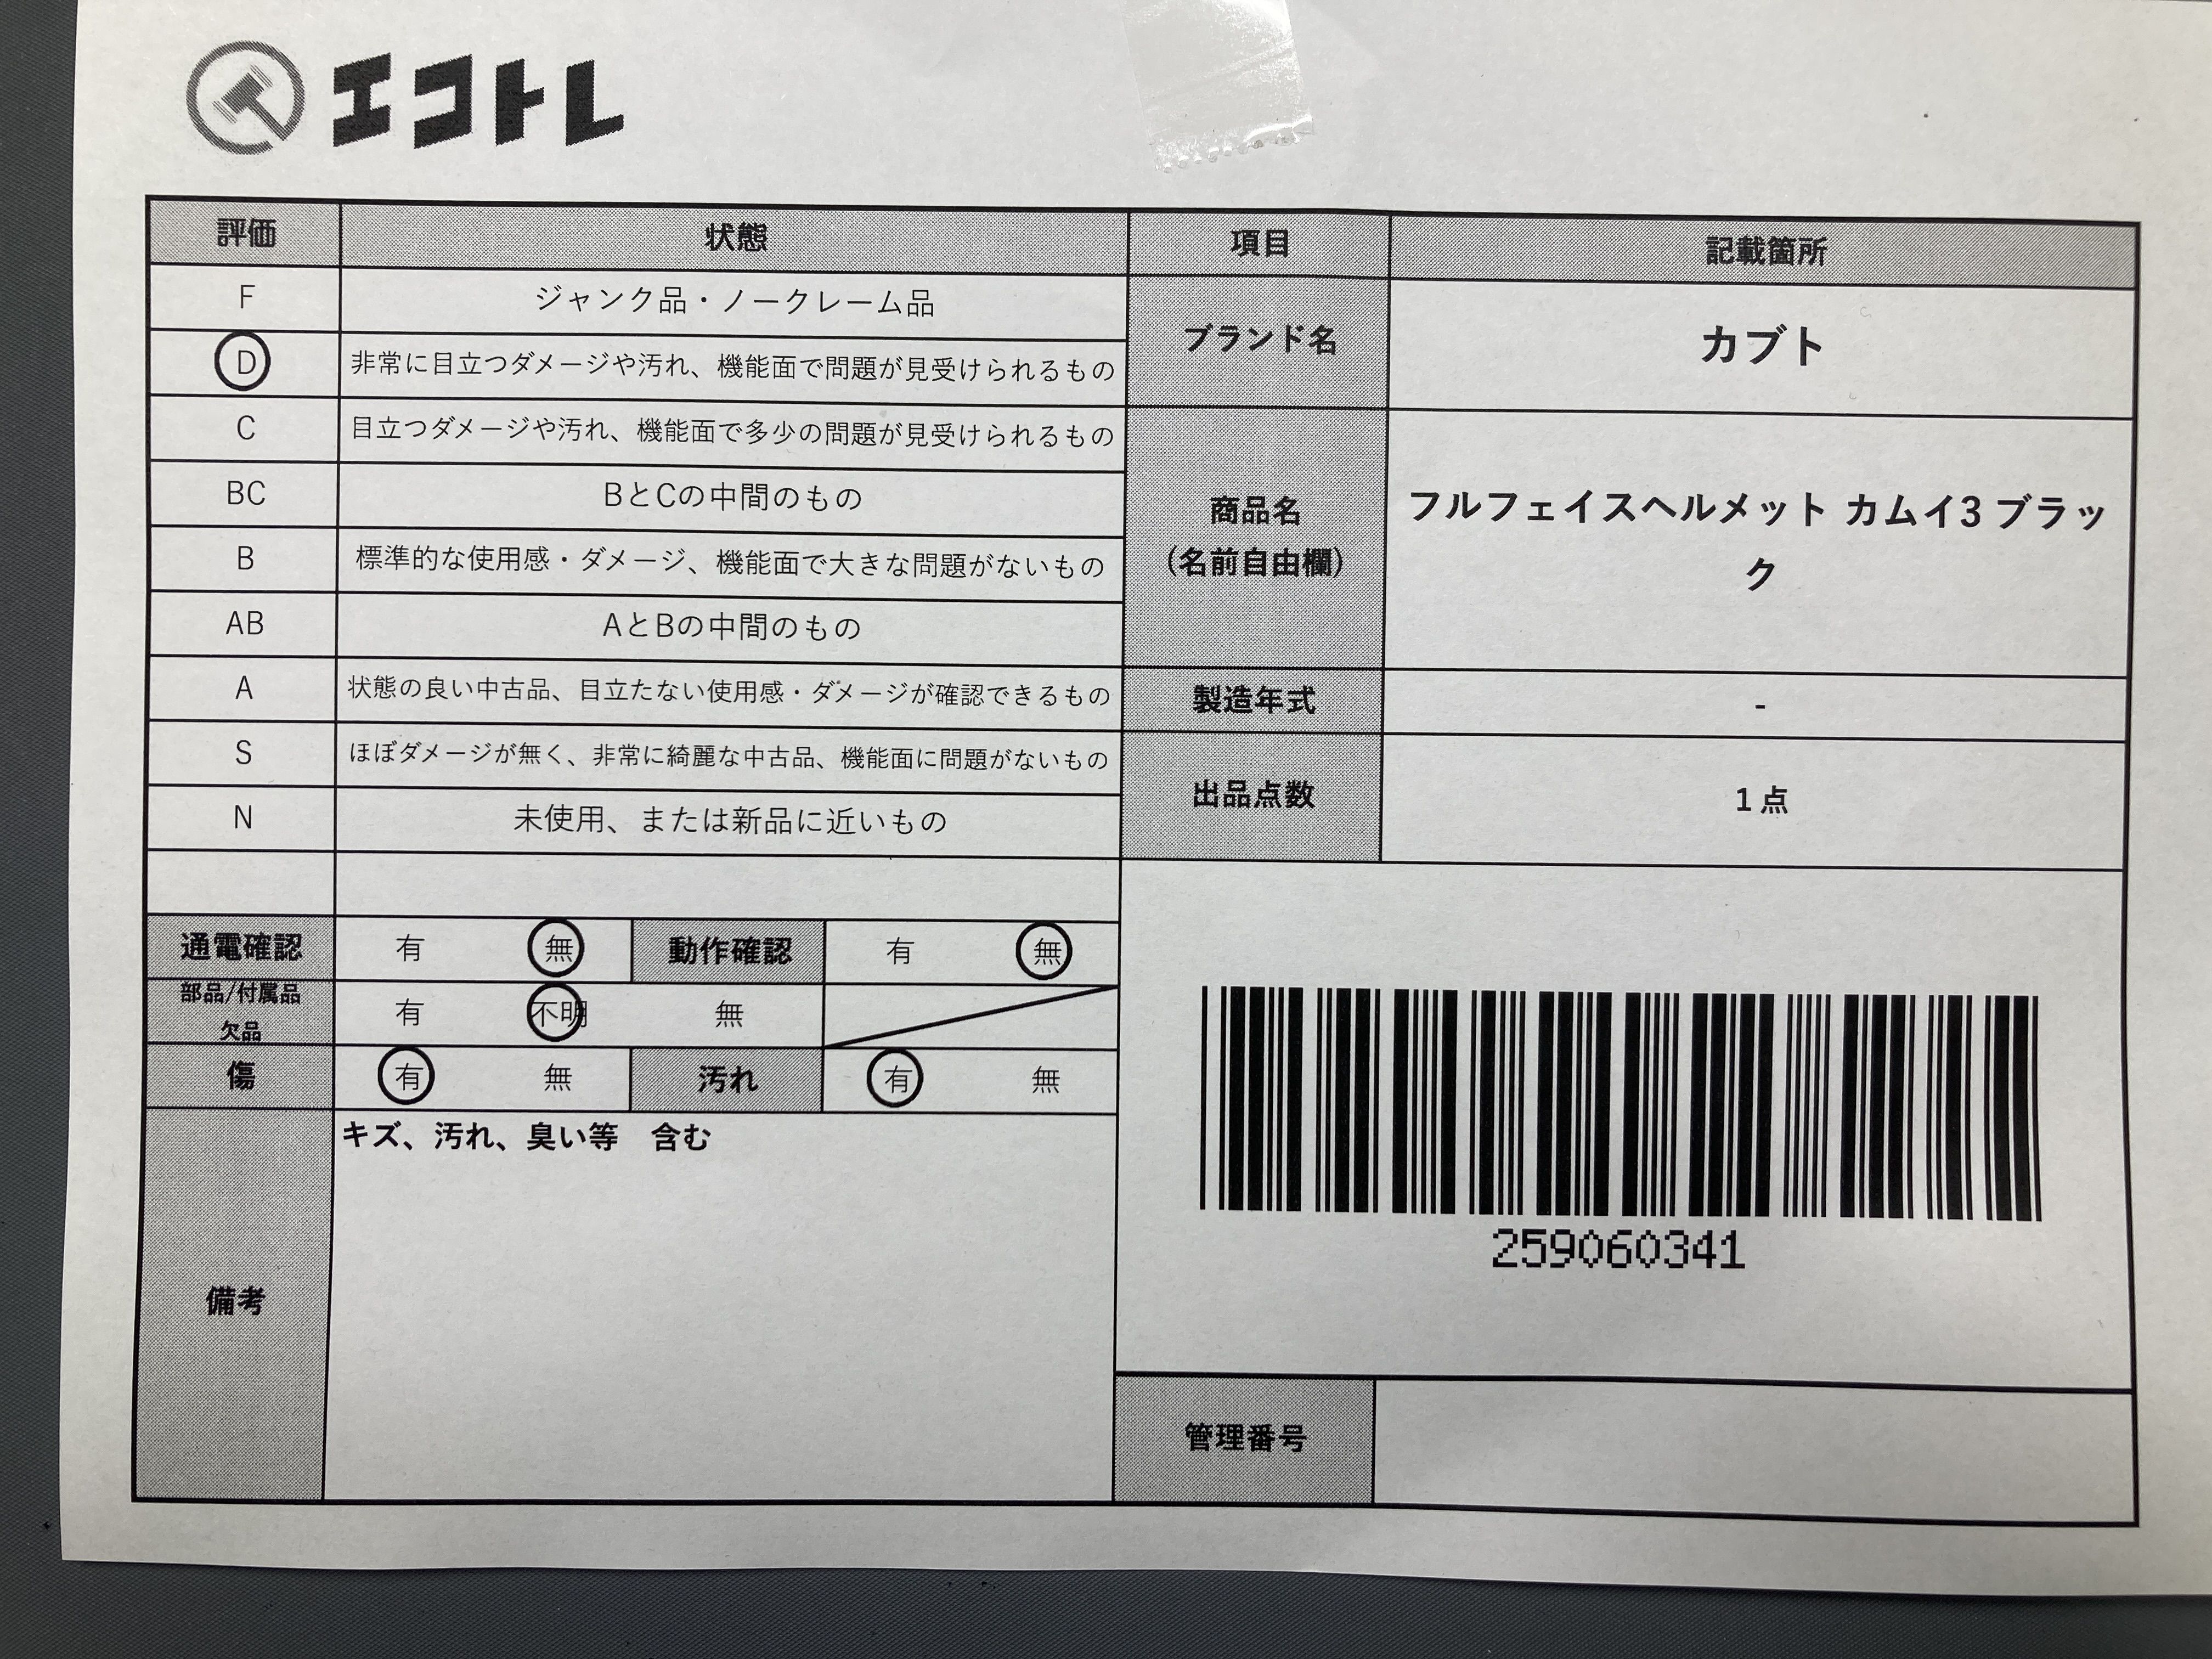 エコトレ
評価 状態 項目 記載箇所
F ジャンク品・ノークレーム品
D 非常に目立つダメージや汚れ、機能面で問題が見受けられるもの
ブランド名 カブト
C 目立つダメージや汚れ、機能面で多少の問題が見受けられるもの
BC BとCの中間のもの
商品名
(名前自由欄)
フルフェイスヘルメット カムイ3 ブラッ
ク
B 標準的な使用感・ダメージ、機能面で大きな問題がないもの
AB AとBの中間のもの
A 状態の良い中古品、目立たない使用感・ダメージが確認できるもの
製造年式 -
S ほぼダメージが無く、非常に綺麗な中古品、機能面に問題がないもの
出品点数 1点
N 未使用、または新品に近いもの
通電確認 有 無 動作確認 有 無
部品/付属品
欠品
有 不明 無
傷 有 無 汚れ 有 無
備考
キズ、汚れ、臭い等 含む
259060341
管理番号